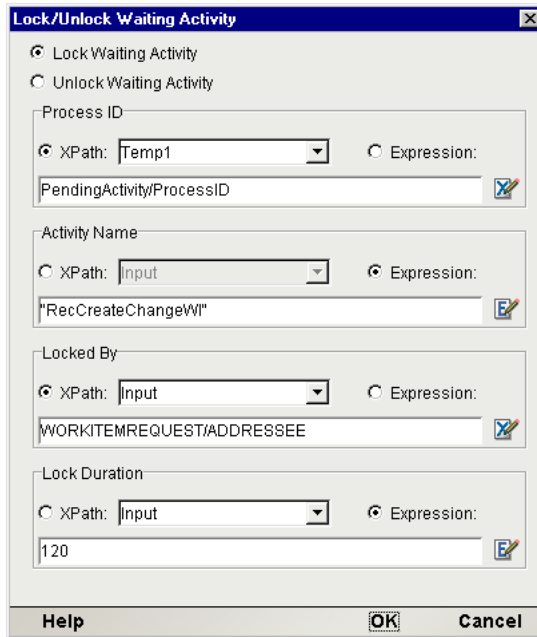 Lock/Unlock Waiting Activity
Lock Waiting Activity
Unlock Waiting Activity
Process ID
XPath: Temp1 Expression:
PendingActivity/ProcessID
Activity Name
XPath: Input Expression:
"RecCreateChangeWI"
Locked By
XPath: Input Expression:
WORKITEMREQUEST/ADDRESSEE
Lock Duration
XPath: Input Expression:
120
Help OK Cancel